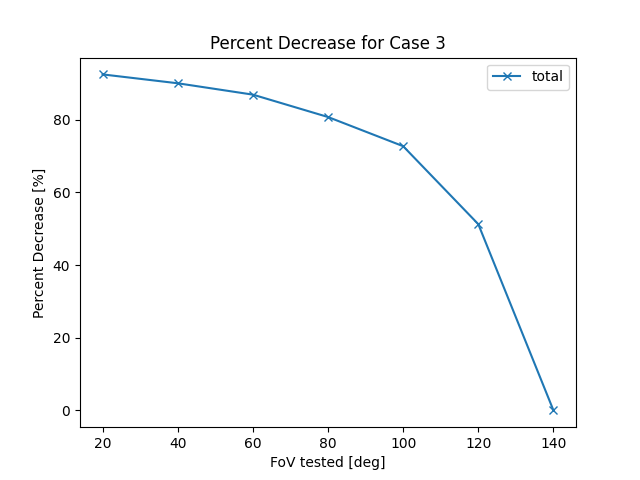 Percent Decrease for Case 3
total
Percent Decrease [%]
80
60
40
20
0
20 40 60 80 100 120 140
FoV tested [deg]